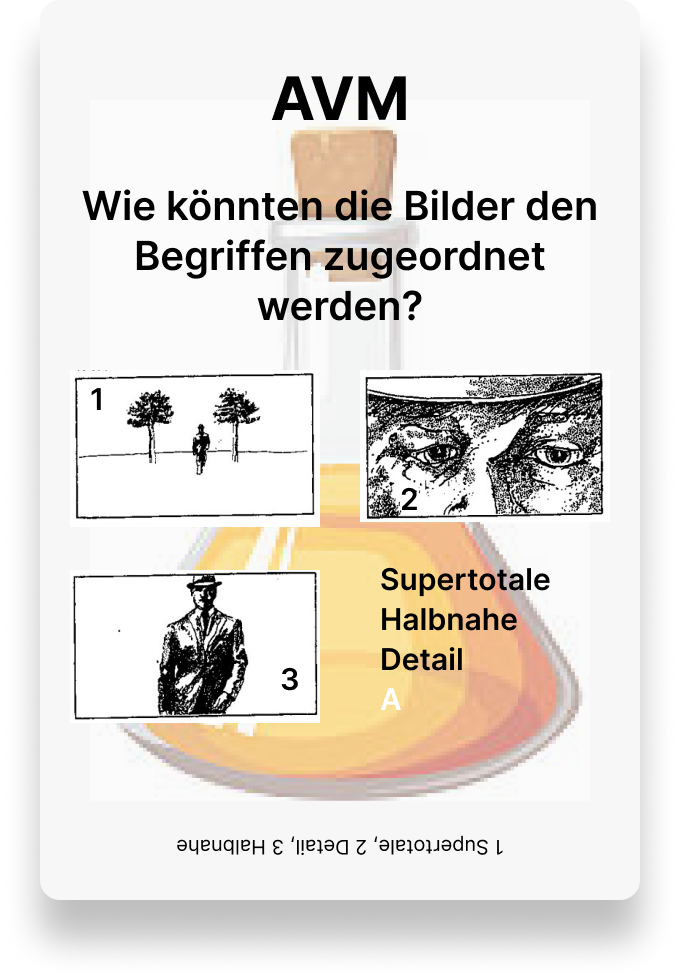 AVM
Wie könnten die Bilder den
Begriffen zugeordnet
werden?
1
2
3
Supertotale
Halbnahe
Detail
A
1 Supertotale, 2 Detail, 3 Halbnahe